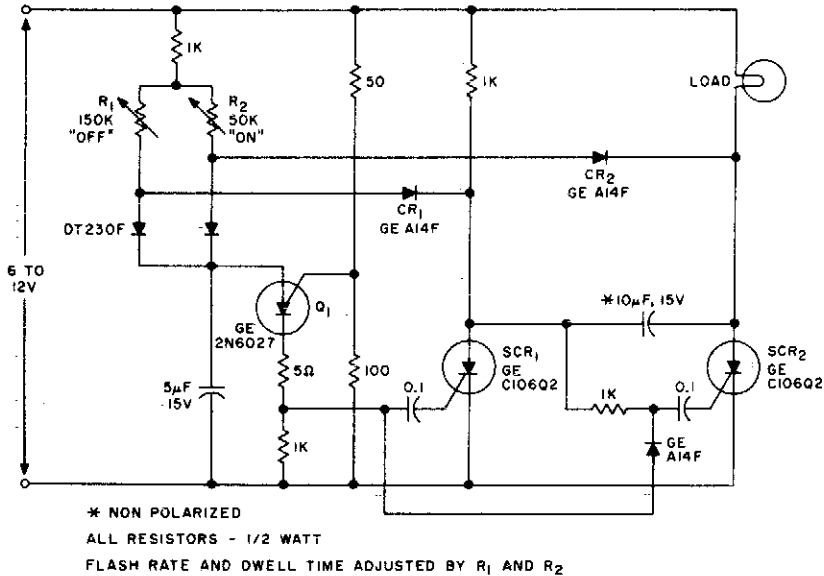 1K
50
1K
LOAD
R1
150K
"OFF"
R2
50K
"ON"
CR2
GE A14F
CR1
GE A14F
DT230F
6 TO
12V
Q1
GE
2N6027
*10µF, 15V
SCR1
GE
C106Q2
SCR2
GE
C106Q2
5Ω
100
0.1
1K
0.1
5µF
15V
1K
GE
A14F
* NON POLARIZED
ALL RESISTORS - 1/2 WATT
FLASH RATE AND DWELL TIME ADJUSTED BY R1 AND R2